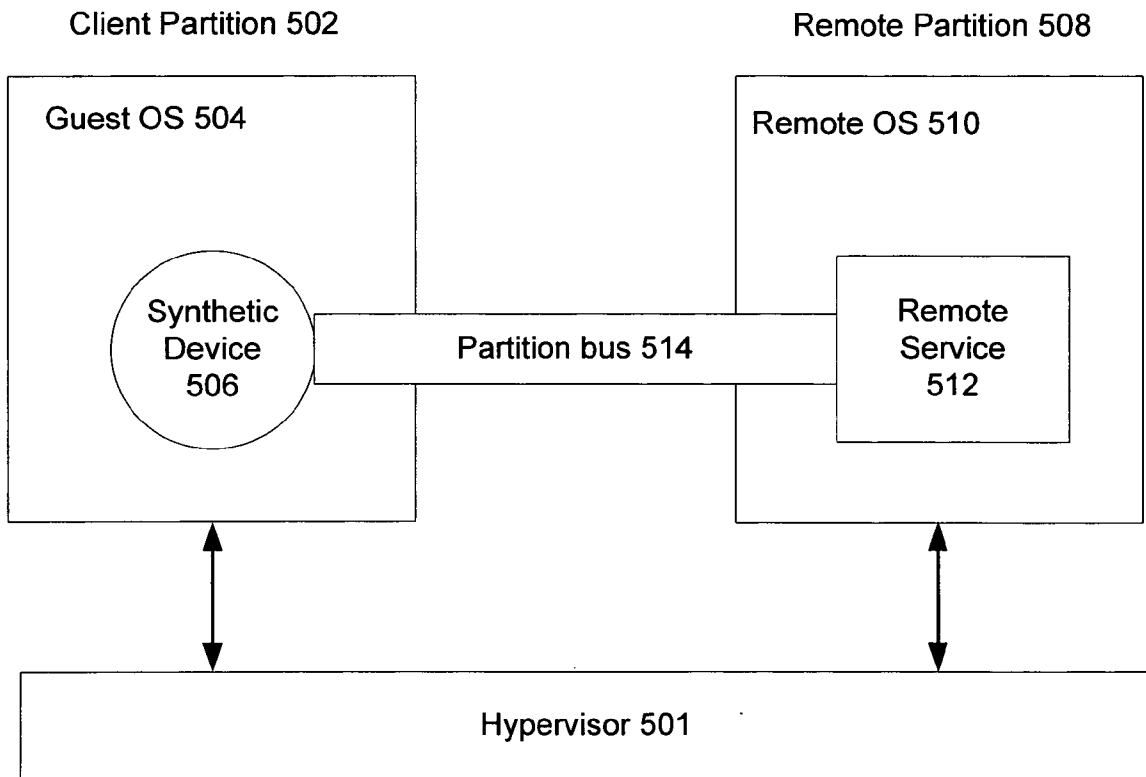 Client Partition 502
Remote Partition 508
Guest OS 504
Remote OS 510
Synthetic
Device
506
Partition bus 514
Remote
Service
512
Hypervisor 501